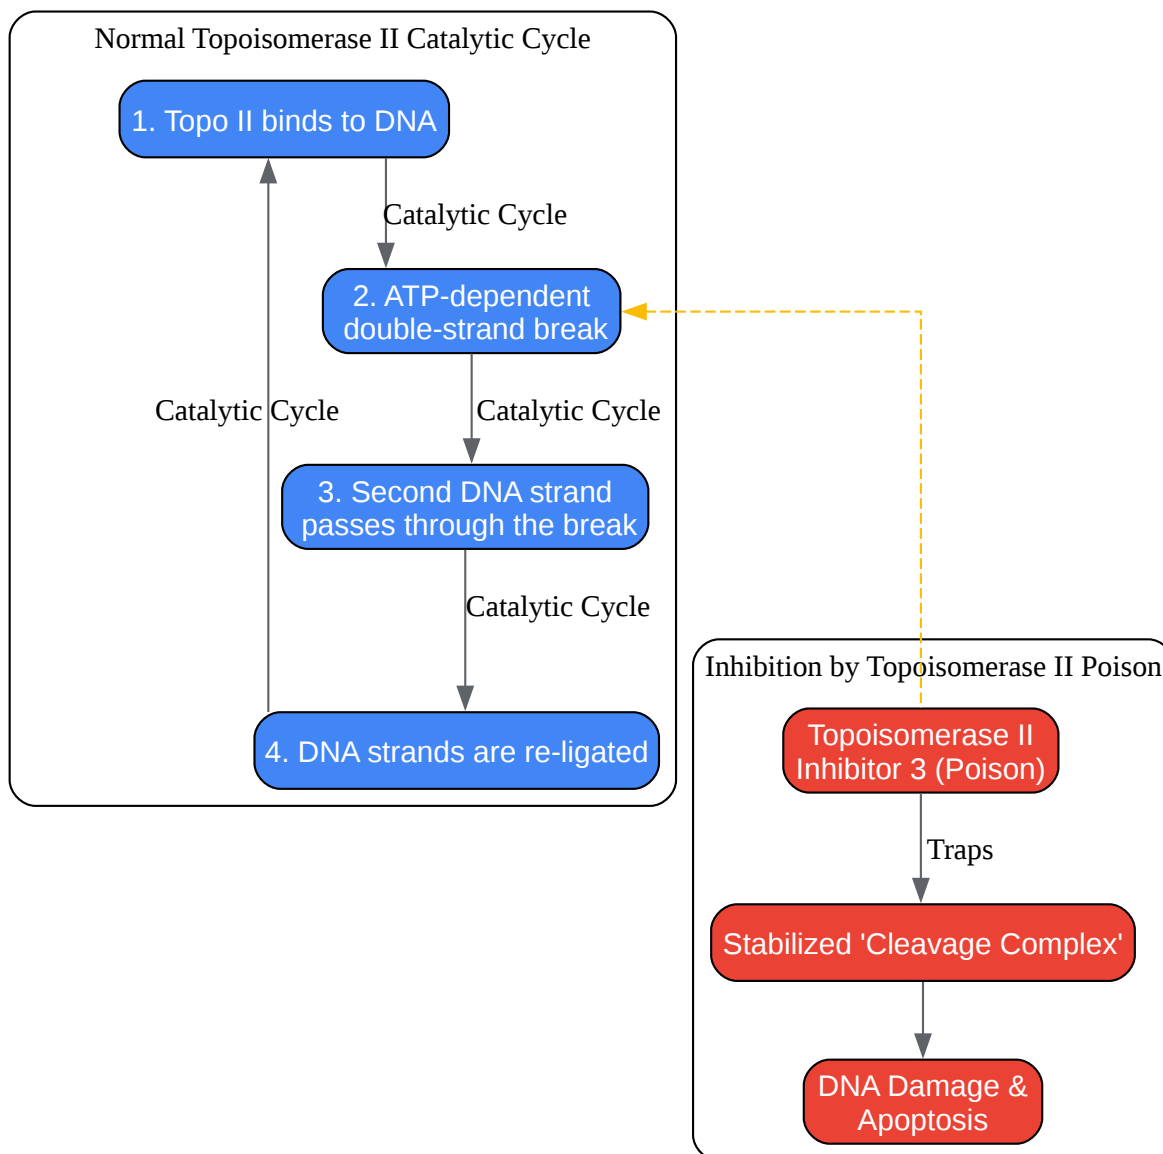 Normal Topoisomerase II Catalytic Cycle
1. Topo II binds to DNA
Catalytic Cycle
2. ATP-dependent
double-strand break
Catalytic Cycle
Catalytic Cycle
3. Second DNA strand
passes through the break
Catalytic Cycle
4. DNA strands are re-ligated
Inhibition by Topoisomerase II Poison
Topoisomerase II
Inhibitor 3 (Poison)
Traps
Stabilized 'Cleavage Complex'
DNA Damage &
Apoptosis